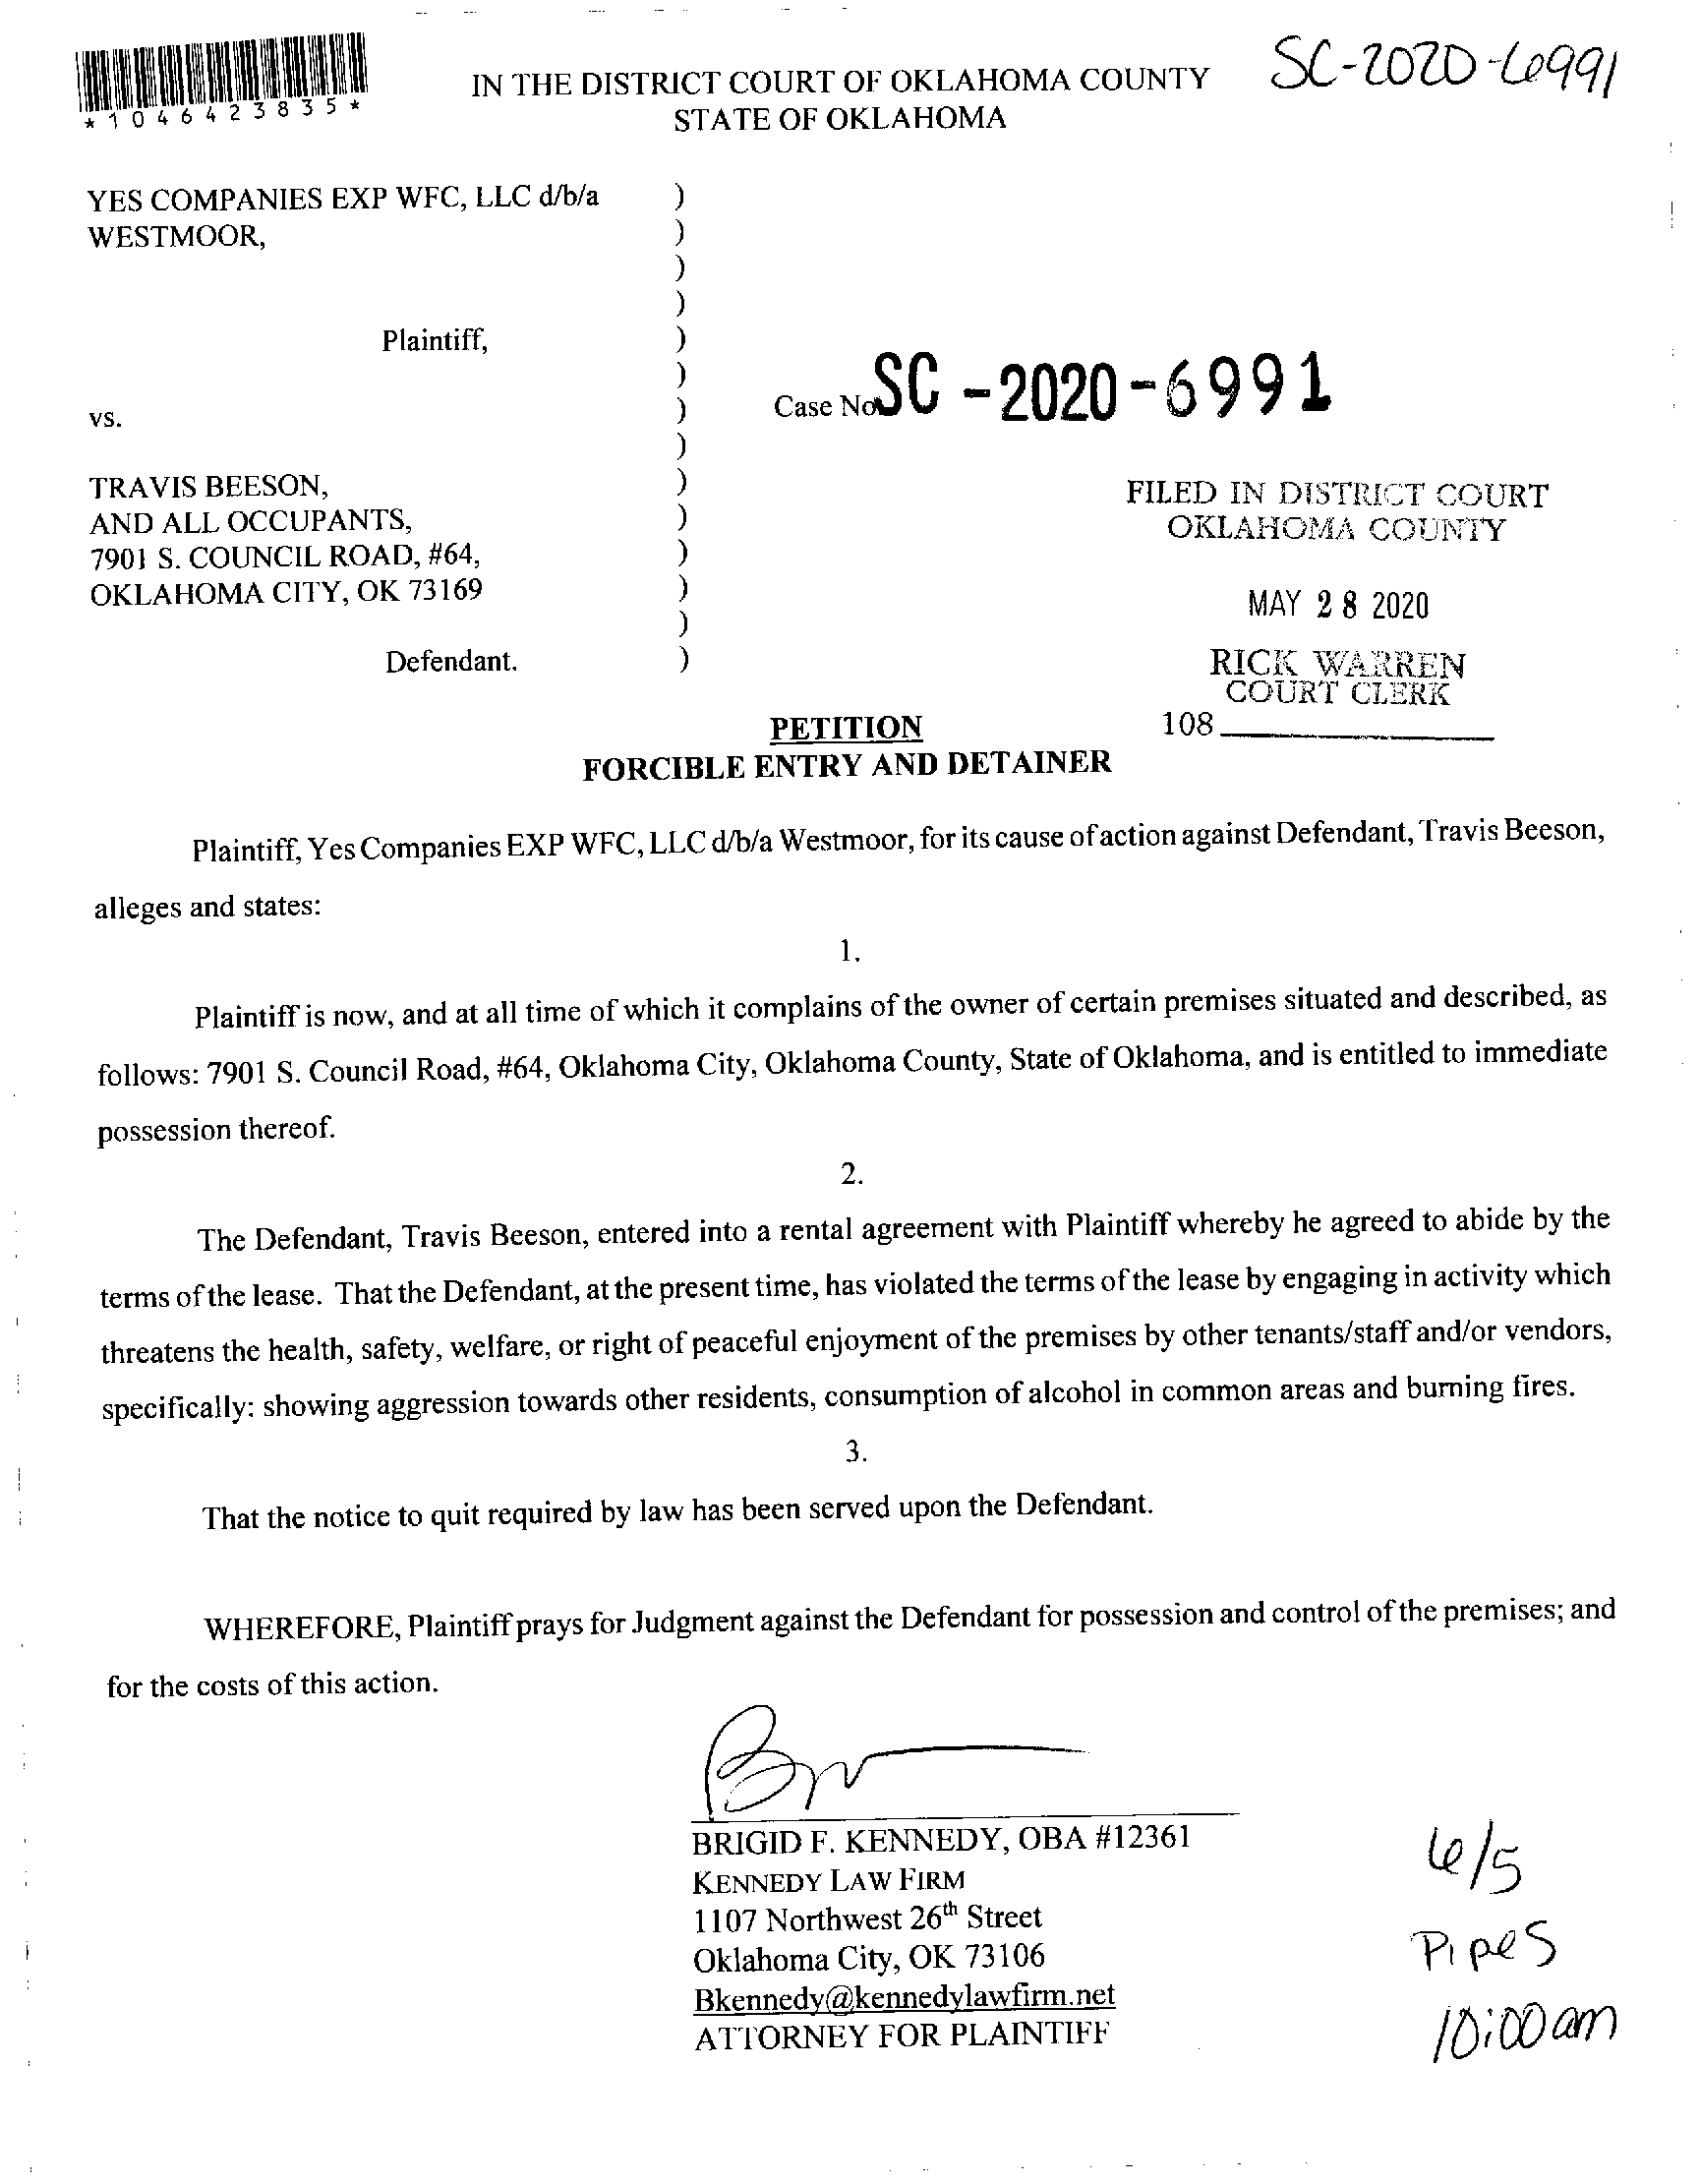 SC-2020-6991
*1046423835*
IN THE DISTRICT COURT OF OKLAHOMA COUNTY
STATE OF OKLAHOMA
YES COMPANIES EXP WFC, LLC d/b/a )
WESTMOOR, )
)
)
Plaintiff, )
)
vs. )
)
Case No. SC - 2020 - 6991
TRAVIS BEESON, )
AND ALL OCCUPANTS, )
7901 S. COUNCIL ROAD, #64, )
OKLAHOMA CITY, OK 73169 )
)
Defendant. )
FILED IN DISTRICT COURT
OKLAHOMA COUNTY
MAY 28 2020
RICK WARREN
COURT CLERK
108
PETITION
FORCIBLE ENTRY AND DETAINER
Plaintiff, Yes Companies EXP WFC, LLC d/b/a Westmoor, for its cause of action against Defendant, Travis Beeson,
alleges and states:
1.
Plaintiff is now, and at all time of which it complains of the owner of certain premises situated and described, as
follows: 7901 S. Council Road, #64, Oklahoma City, Oklahoma County, State of Oklahoma, and is entitled to immediate
possession thereof.
2.
The Defendant, Travis Beeson, entered into a rental agreement with Plaintiff whereby he agreed to abide by the
terms of the lease. That the Defendant, at the present time, has violated the terms of the lease by engaging in activity which
threatens the health, safety, welfare, or right of peaceful enjoyment of the premises by other tenants/staff and/or vendors,
specifically: showing aggression towards other residents, consumption of alcohol in common areas and burning fires.
3.
That the notice to quit required by law has been served upon the Defendant.
WHEREFORE, Plaintiff prays for Judgment against the Defendant for possession and control of the premises; and
for the costs of this action.
BRIGID F. KENNEDY, OBA #12361
KENNEDY LAW FIRM
1107 Northwest 26th Street
Oklahoma City, OK 73106
Bkennedy@kennedylawfirm.net
ATTORNEY FOR PLAINTIFF
6/5
Pipes
10:00am